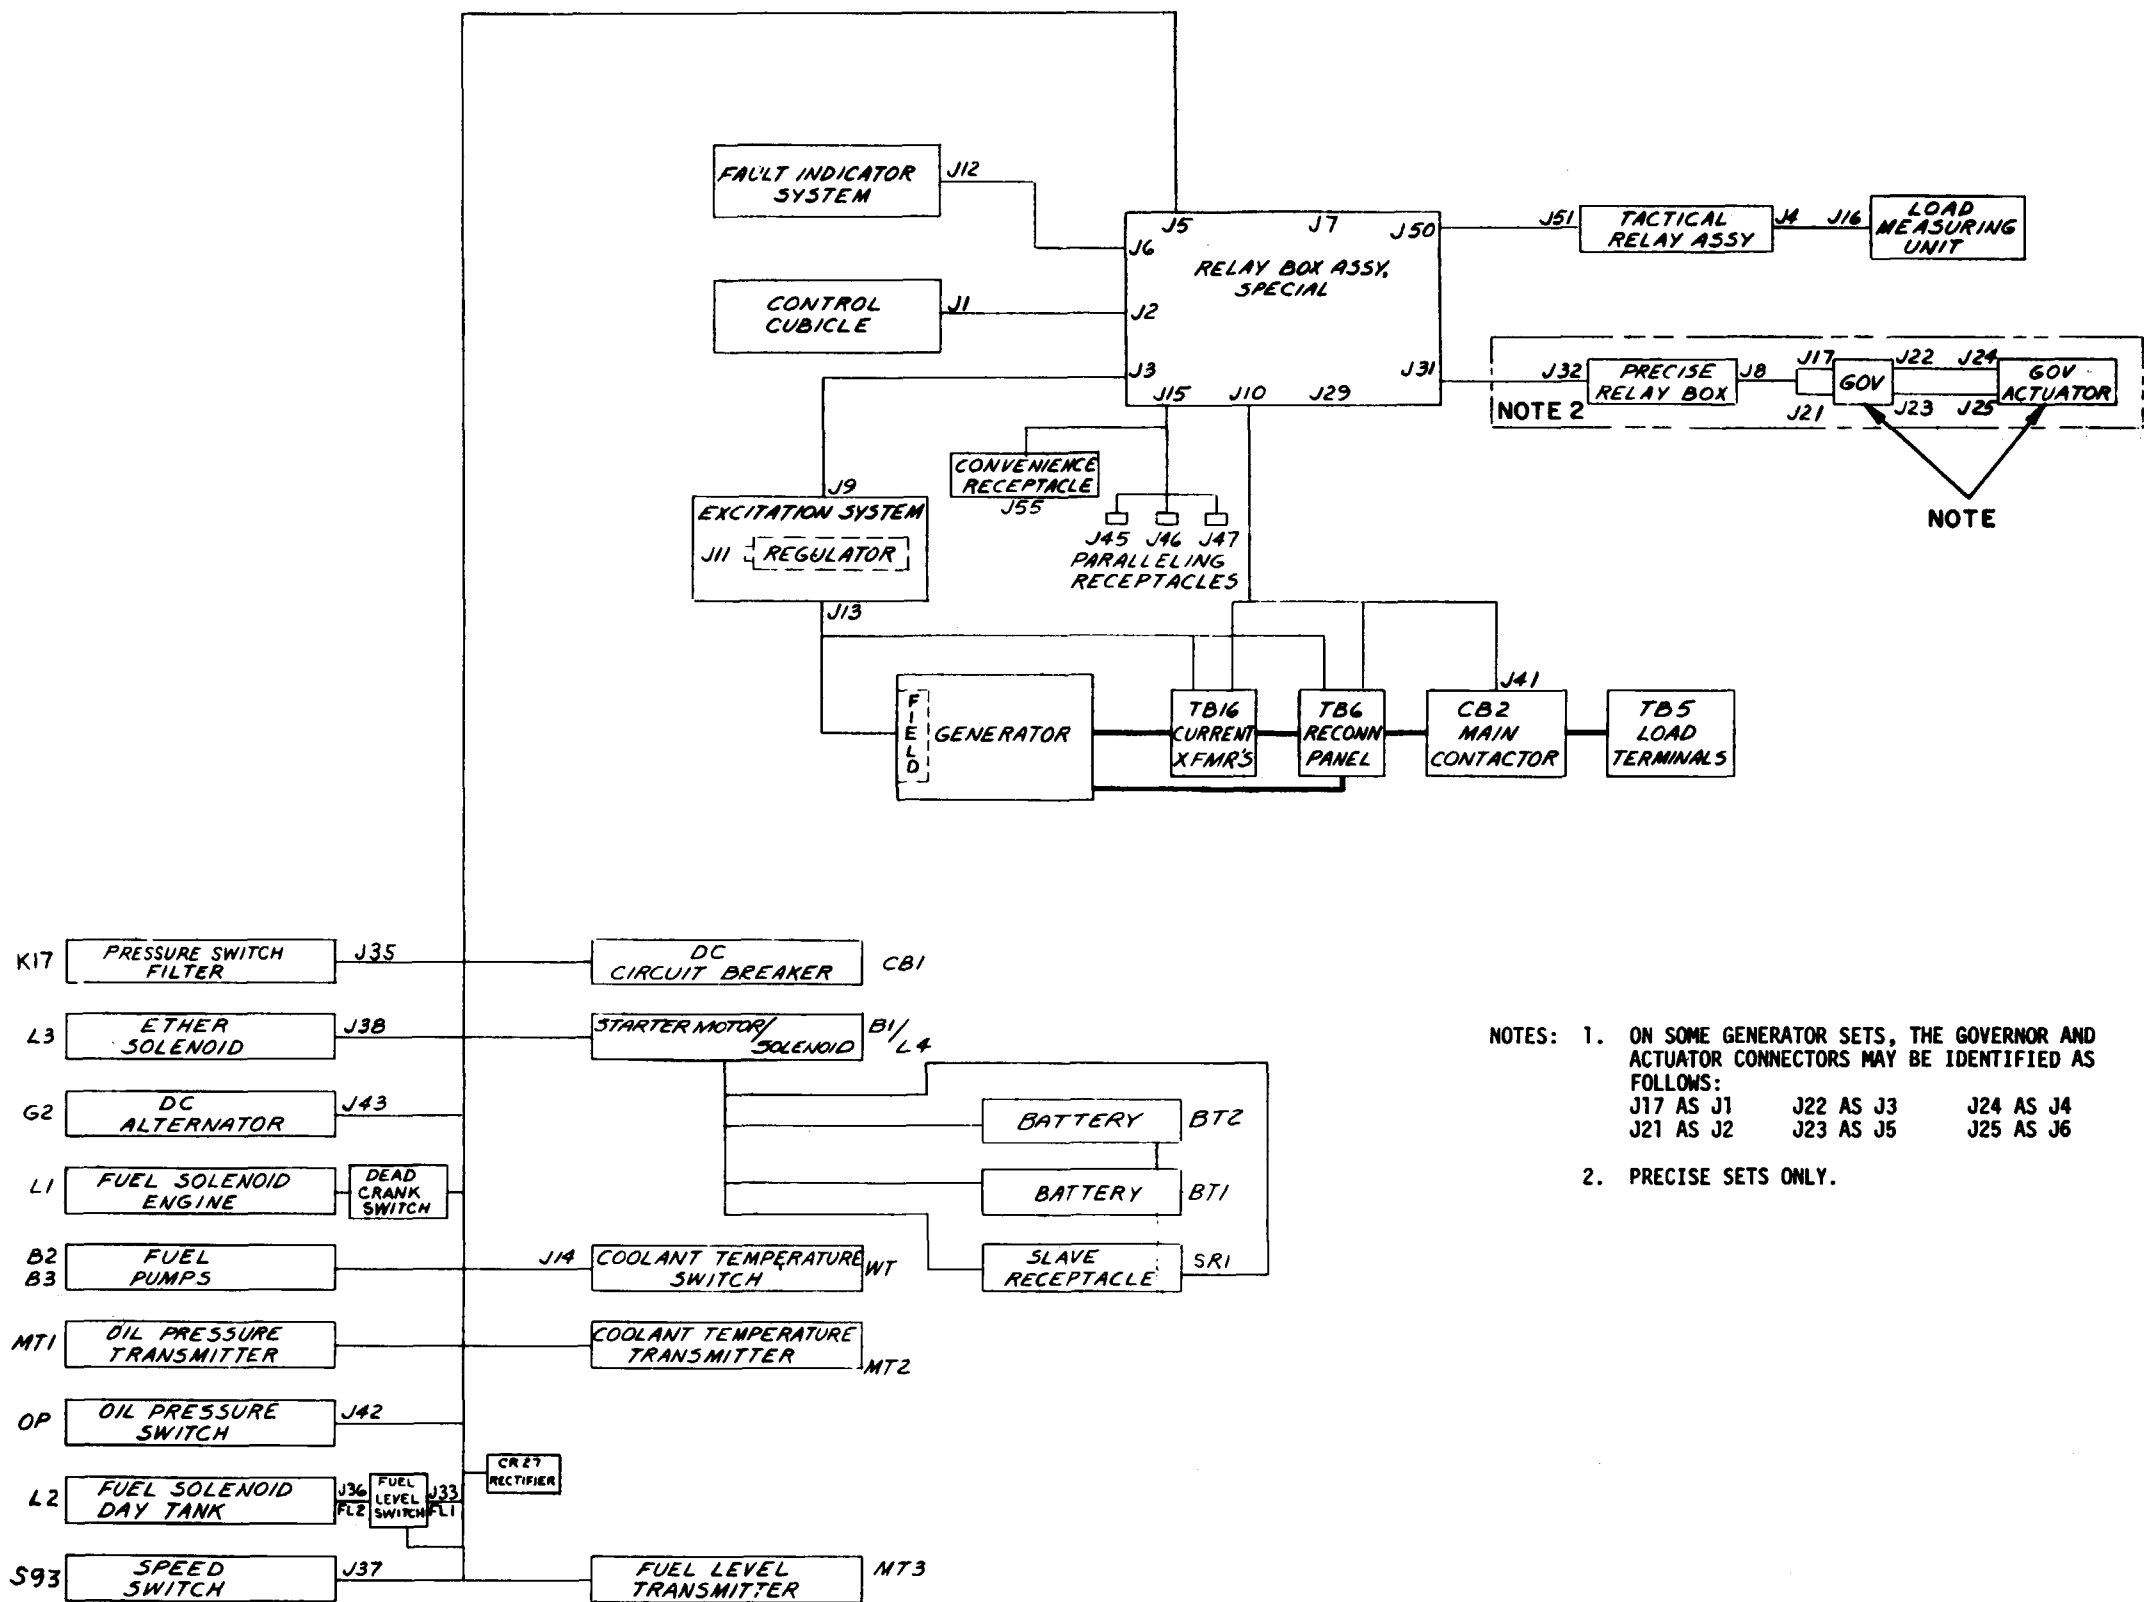 FAULT INDICATOR
SYSTEM
J12
CONTROL
CUBICLE
J1
J5
J7
J50
J6
RELAY BOX ASSY,
SPECIAL
J2
J3
J31
J15
J10
J29
J51
TACTICAL
RELAY ASSY
J4
J16
LOAD
MEASURING
UNIT
J32
PRECISE
RELAY BOX
J8
J17
J21
GOV
J22
J24
J23
J25
GOV
ACTUATOR
NOTE 2
NOTE
CONVENIENCE
RECEPTACLE
J55
J45 J46 J47
PARALLELING
RECEPTACLES
J9
EXCITATION SYSTEM
J11
REGULATOR
J13
FIELD
GENERATOR
TB16
CURRENT
XFMR'S
TB6
RECONN
PANEL
J41
CB2
MAIN
CONTACTOR
TB5
LOAD
TERMINALS
K17
PRESSURE SWITCH
FILTER
J35
DC
CIRCUIT BREAKER
CB1
L3
ETHER
SOLENOID
J38
STARTER MOTOR/
SOLENOID
B1/
L4
G2
DC
ALTERNATOR
J43
BATTERY
BT2
L1
FUEL SOLENOID
ENGINE
DEAD
CRANK
SWITCH
BATTERY
BT1
B2
B3
FUEL
PUMPS
J14
COOLANT TEMPERATURE
SWITCH
WT
SLAVE
RECEPTACLE
SR1
MT1
OIL PRESSURE
TRANSMITTER
COOLANT TEMPERATURE
TRANSMITTER
MT2
OP
OIL PRESSURE
SWITCH
J42
CR27
RECTIFIER
L2
FUEL SOLENOID
DAY TANK
J36
FL2
FUEL
LEVEL
SWITCH
J33
FL1
S93
SPEED
SWITCH
J37
FUEL LEVEL
TRANSMITTER
MT3
NOTES: 1. ON SOME GENERATOR SETS, THE GOVERNOR AND
ACTUATOR CONNECTORS MAY BE IDENTIFIED AS
FOLLOWS:
J17 AS J1 J22 AS J3 J24 AS J4
J21 AS J2 J23 AS J5 J25 AS J6
2. PRECISE SETS ONLY.